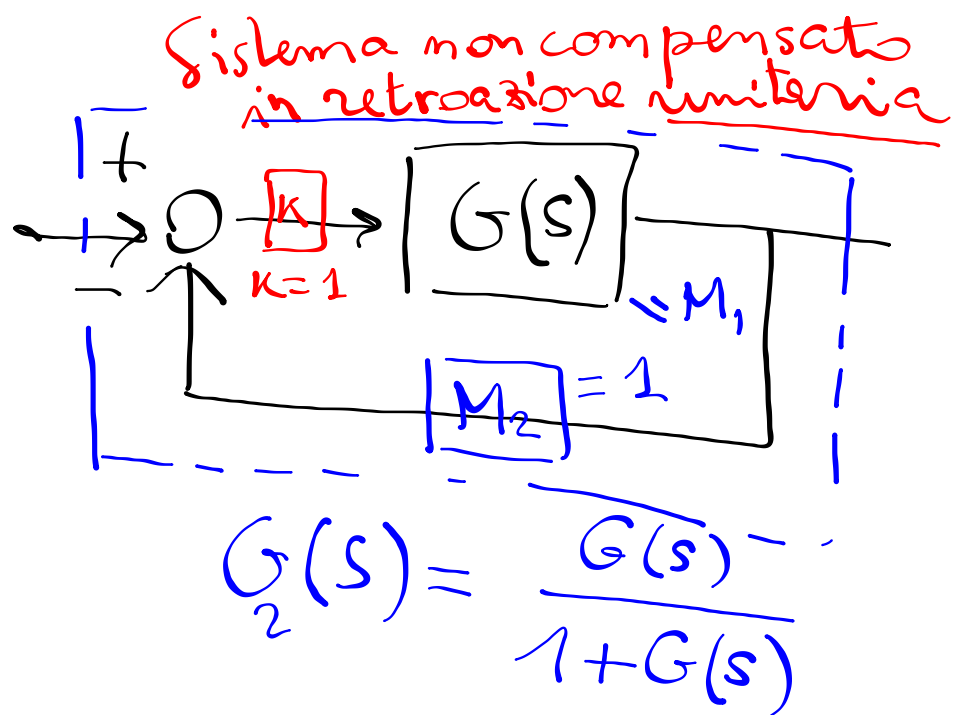 Sistema non compensato
in retroazione unitaria
+
K
G(S)
-
K=1
= M1
M2 = 1
G2(S) = G(S) / 1+G(S)